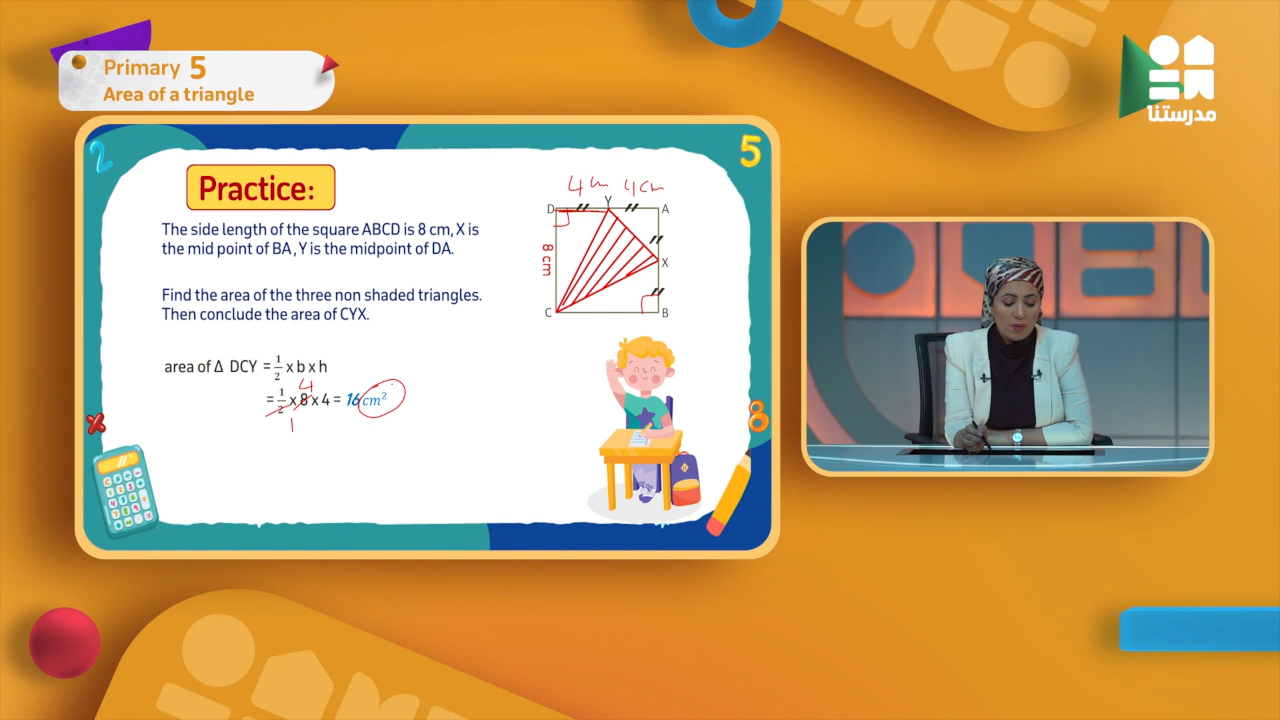 Primary 5
Area of a triangle
مدرستنا
2
5
Practice:
The side length of the square ABCD is 8 cm, X is
the mid point of BA, Y is the midpoint of DA.
Find the area of the three non shaded triangles.
Then conclude the area of CYX.
4 cm 4 cm
D Y A
8 cm
X
C B
area of Δ DCY = 1/2 x b x h
4
= 1/2 x 8 x 4 = 16 cm²
1
8